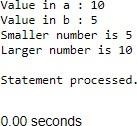 Value in a : 10
Value in b : 5
Smaller number is 5
Larger number is 10
Statement processed.
0.00 seconds